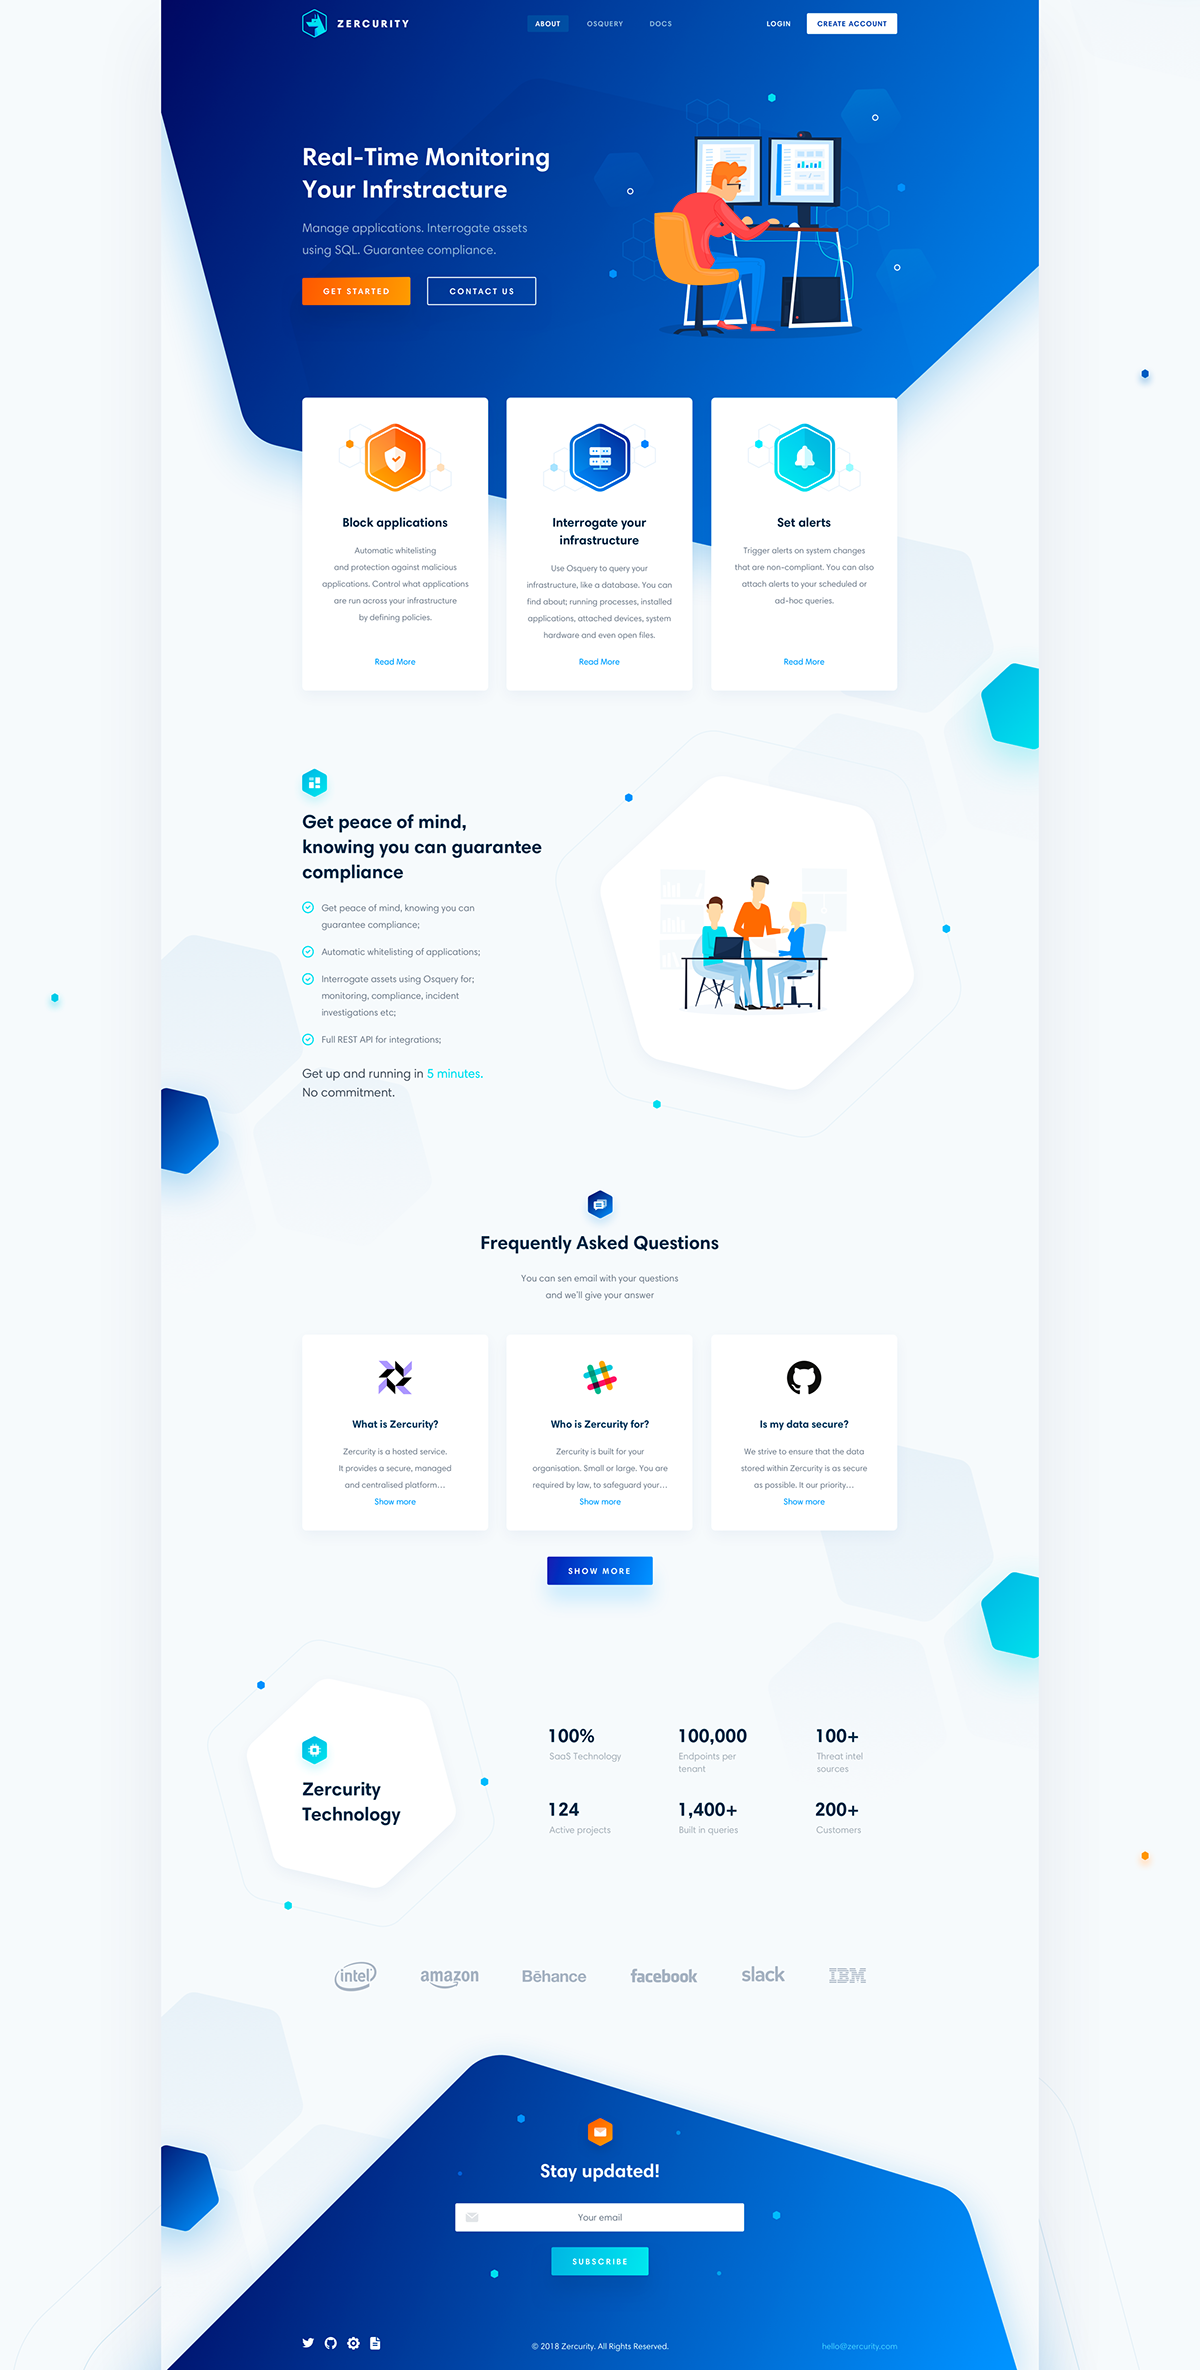 ZERCURITY
ABOUT
OSQUERY
DOCS
LOGIN
CREATE ACCOUNT
Real-Time Monitoring
Your Infrstracture
Manage applications. Interrogate assets
using SQL. Guarantee compliance.
GET STARTED
CONTACT US
Block applications
Automatic whitelisting
and protection against malicious
applications. Control what applications
are run across your infrastructure
by defining policies.
Read More
Interrogate your
infrastructure
Use Osquery to query your
infrastructure, like a database. You can
find about; running processes, installed
applications, attached devices, system
hardware and even open files.
Read More
Set alerts
Trigger alerts on system changes
that are non-compliant. You can also
attach alerts to your scheduled or
ad-hoc queries.
Read More
Get peace of mind,
knowing you can guarantee
compliance
Get peace of mind, knowing you can
guarantee compliance;
Automatic whitelisting of applications;
Interrogate assets using Osquery for;
monitoring, compliance, incident
investigations etc;
Full REST API for integrations;
Get up and running in 5 minutes.
No commitment.
Frequently Asked Questions
You can sen email with your questions
and we'll give your answer
What is Zercurity?
Zercurity is a hosted service.
It provides a secure, managed
and centralised platform...
Show more
Who is Zercurity for?
Zercurity is built for your
organisation. Small or large. You are
required by law, to safeguard your...
Show more
Is my data secure?
We strive to ensure that the data
stored within Zercurity is as secure
as possible. It our priority...
Show more
SHOW MORE
Zercurity
Technology
100%
SaaS Technology
100,000
Endpoints per
tenant
100+
Threat intel
sources
124
Active projects
1,400+
Built in queries
200+
Customers
intel
amazon
Bēhance
facebook
slack
IBM
Stay updated!
Your email
SUBSCRIBE
© 2018 Zercurity. All Rights Reserved.
hello@zercurity.com